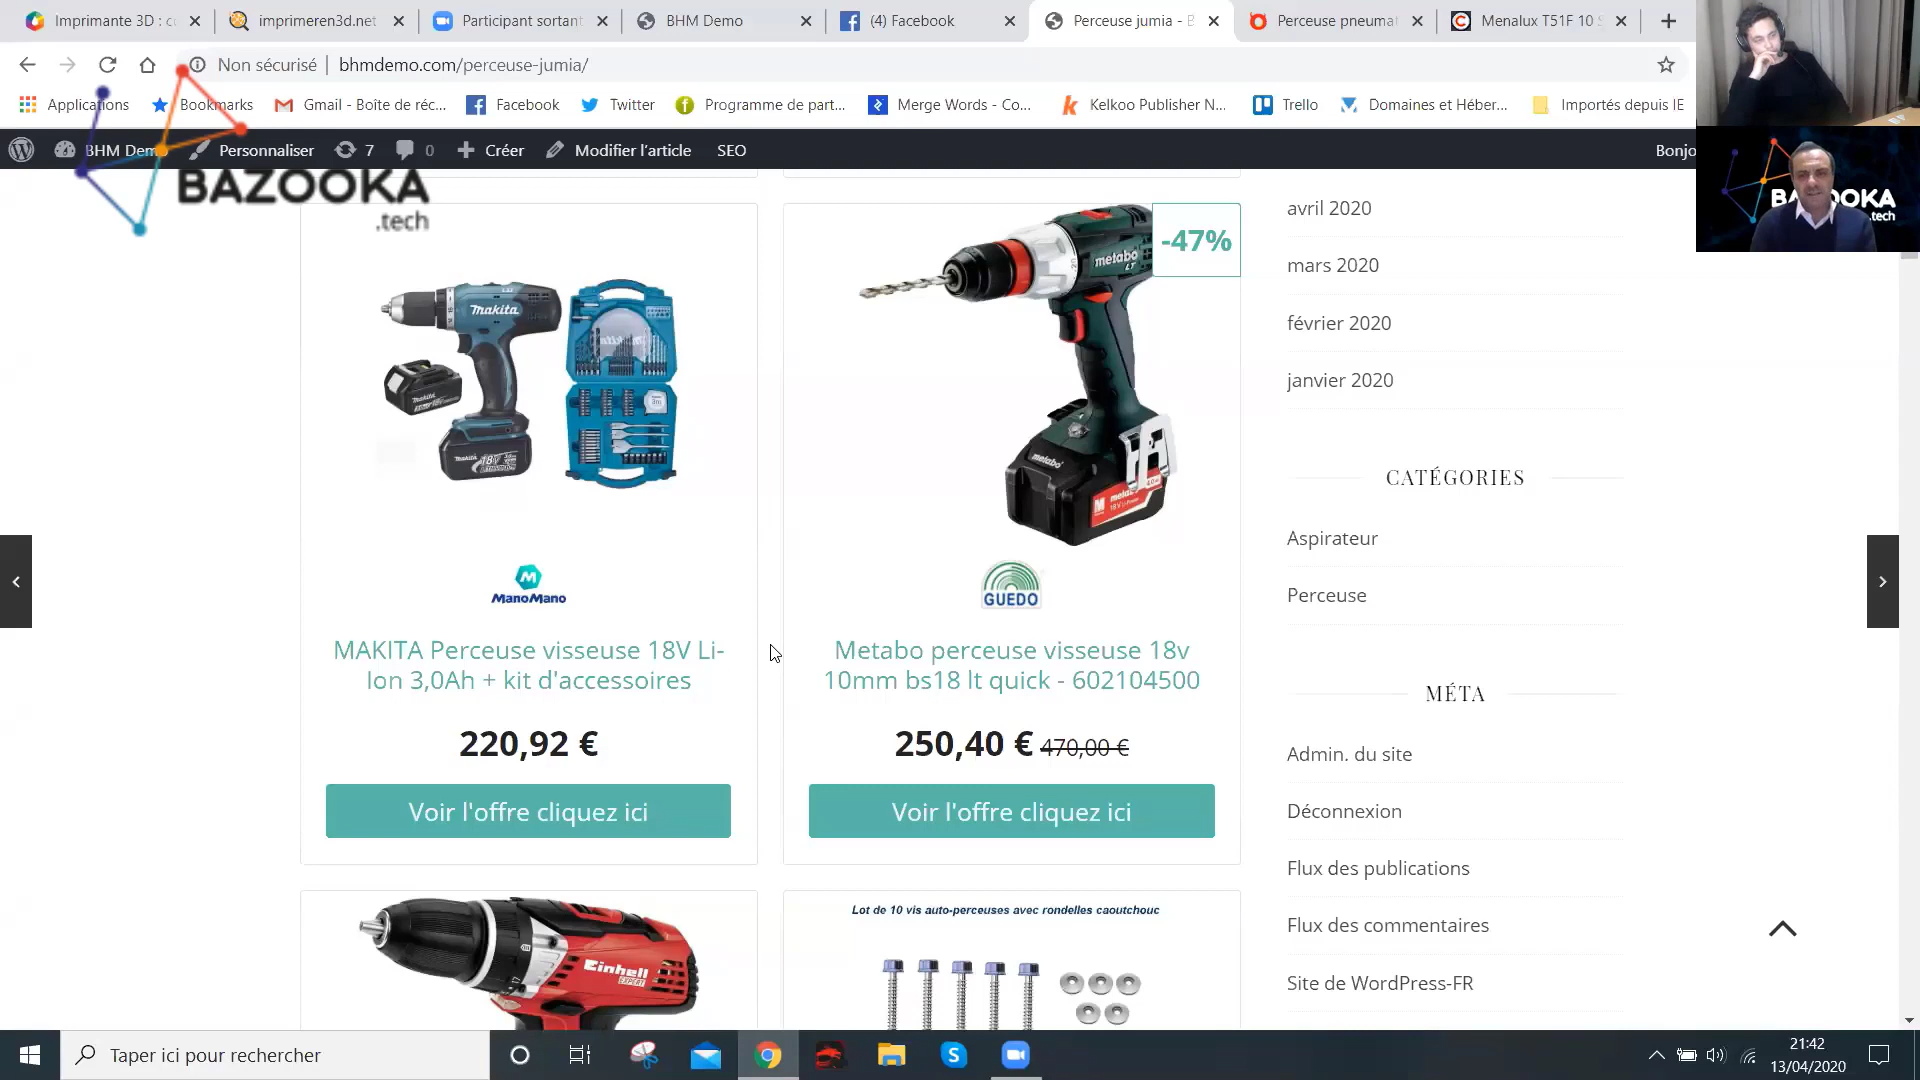 Imprimante 3D : c
imprimeren3d.net
Participant sortant
BHM Demo
(4) Facebook
Perceuse jumia - B
Perceuse pneumat
Menalux T51F 10 S
Non sécurisé
bhmdemo.com/perceuse-jumia/
Applications
Bookmarks
Gmail - Boîte de réc...
Facebook
Twitter
Programme de part...
Merge Words - Co...
Kelkoo Publisher N...
Trello
Domaines et Héber...
Importés depuis IE
BHM Demo
Personnaliser
7
0
Créer
Modifier l'article
SEO
Bonjo
BAZOOKA
.tech
BAZOOKA
.tech
-47%
makita
metabo
LT
metabo
18V
ManoMano
GUEDO
MAKITA Perceuse visseuse 18V Li-
Ion 3,0Ah + kit d'accessoires
220,92 €
Voir l'offre cliquez ici
Metabo perceuse visseuse 18v
10mm bs18 lt quick - 602104500
250,40 € 470,00 €
Voir l'offre cliquez ici
Einhell
EXPERT
Lot de 10 vis auto-perceuses avec rondelles caoutchouc
avril 2020
mars 2020
février 2020
janvier 2020
CATÉGORIES
Aspirateur
Perceuse
MÉTA
Admin. du site
Déconnexion
Flux des publications
Flux des commentaires
Site de WordPress-FR
Taper ici pour rechercher
21:42
13/04/2020